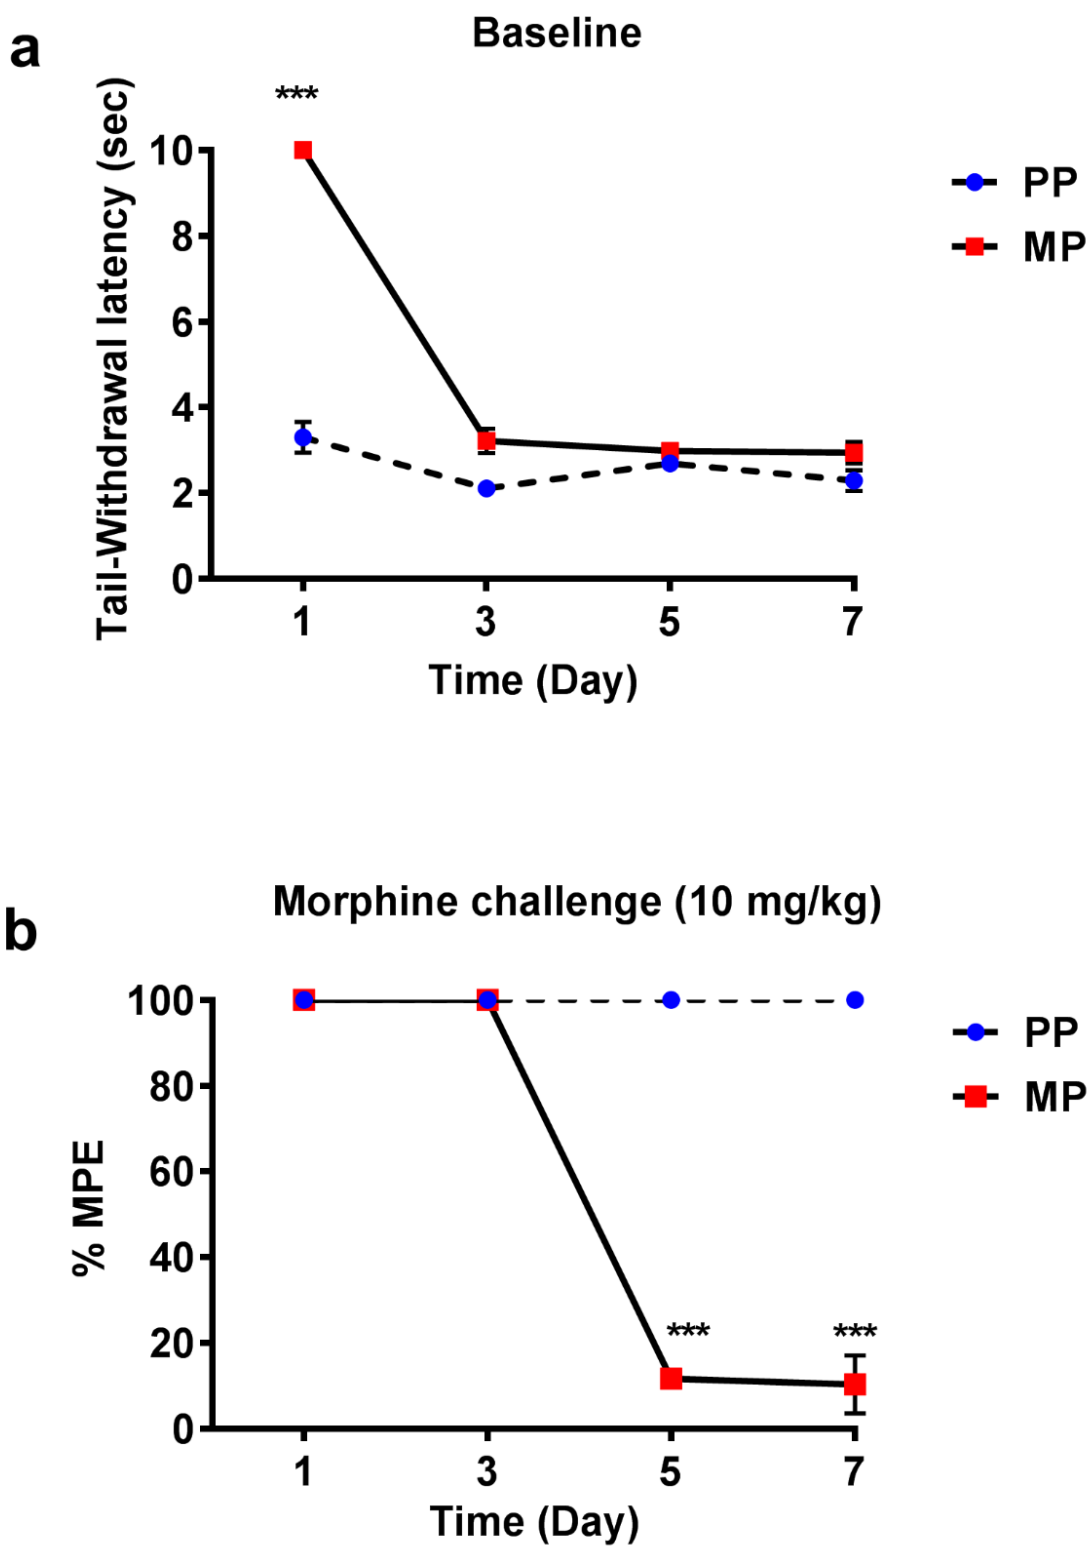 a
Baseline
***
Tail-Withdrawal latency (sec)
10
8
6
4
2
0
1 3 5 7
Time (Day)
PP
MP
b
Morphine challenge (10 mg/kg)
% MPE
100
80
60
40
20
0
*** ***
1 3 5 7
Time (Day)
PP
MP